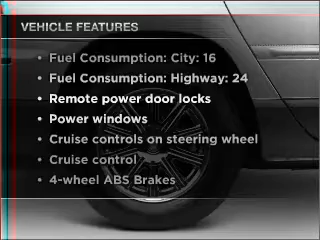 VEHICLE FEATURES
• Fuel Consumption: City: 16
• Fuel Consumption: Highway: 24
• Remote power door locks
• Power windows
• Cruise controls on steering wheel
• Cruise control
• 4-wheel ABS Brakes